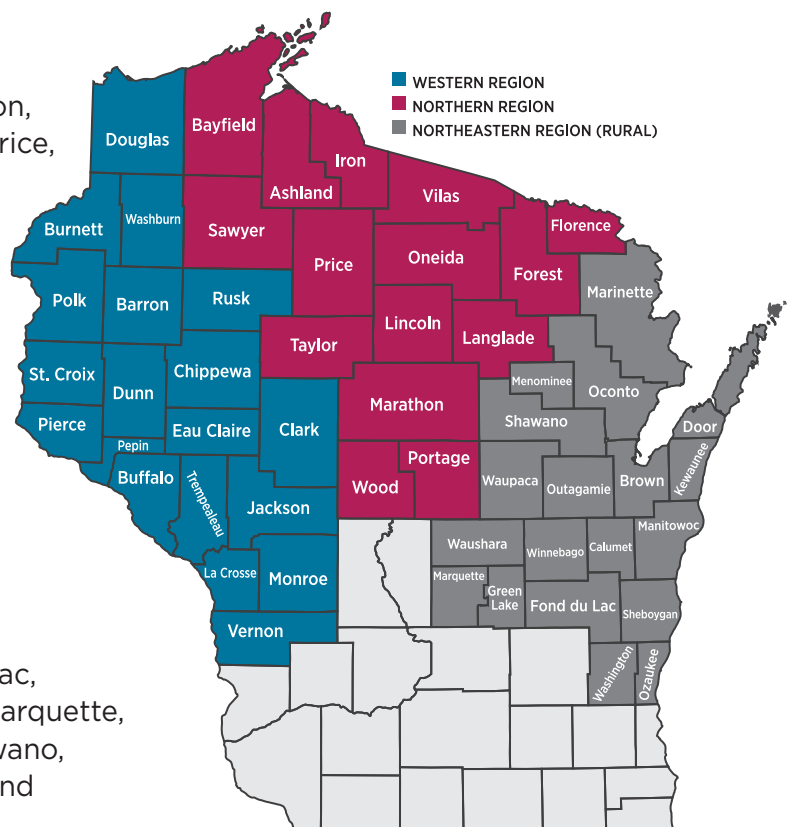 on,
rice,
WESTERN REGION
NORTHERN REGION
NORTHEASTERN REGION (RURAL)
Douglas
Bayfield
Iron
Ashland
Vilas
Washburn
Burnett
Sawyer
Florence
Price
Oneida
Forest
Marinette
Polk
Barron
Rusk
Lincoln
Taylor
Langlade
St. Croix
Dunn
Chippewa
Menominee
Oconto
Marathon
Shawano
Pierce
Eau Claire
Clark
Door
Pepin
Portage
Buffalo
Trempealeau
Wood
Waupaca
Outagamie
Brown
Kewaunee
Jackson
Manitowoc
Waushara
Winnebago
Calumet
La Crosse
Monroe
Marquette
Green
Lake
Fond du Lac
Sheboygan
Vernon
Washington
Ozaukee
ac,
arquette,
vano,
nd